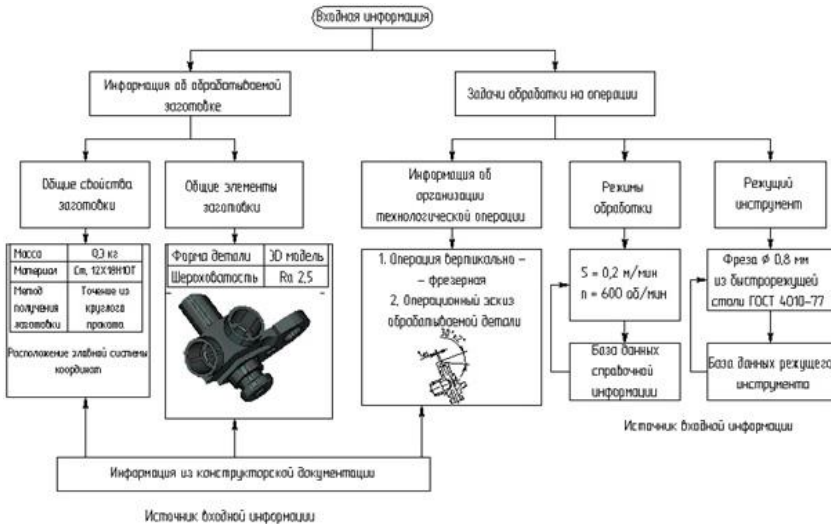 Входная информация
Информация об обрабатываемой
заготовке
Задачи обработки на операции
Общие свойства
заготовки
Общие элементы
заготовки
Информация об
организации
технологической операции
Режимы
обработки
Режущий
инструмент
Масса 0,3 кг
Материал Ст. 12Х18Н10Т
Метод
получения
заготовки
Точение из
круглого
проката
Расположение главной системы
координат
Форма детали 3D модель
Шероховатость Ra 2,5
1. Операция вертикально –
– фрезерная
2. Операционный эскиз
обрабатываемой детали
S = 0,2 м/мин
n = 600 об/мин
База данных
справочной
информации
Фреза ϕ 0,8 мм
из быстрорежущей
стали ГОСТ 4010-77
База данных режущего
инструмента
Источник входной информации
Информация из конструкторской документации
Источник входной информации